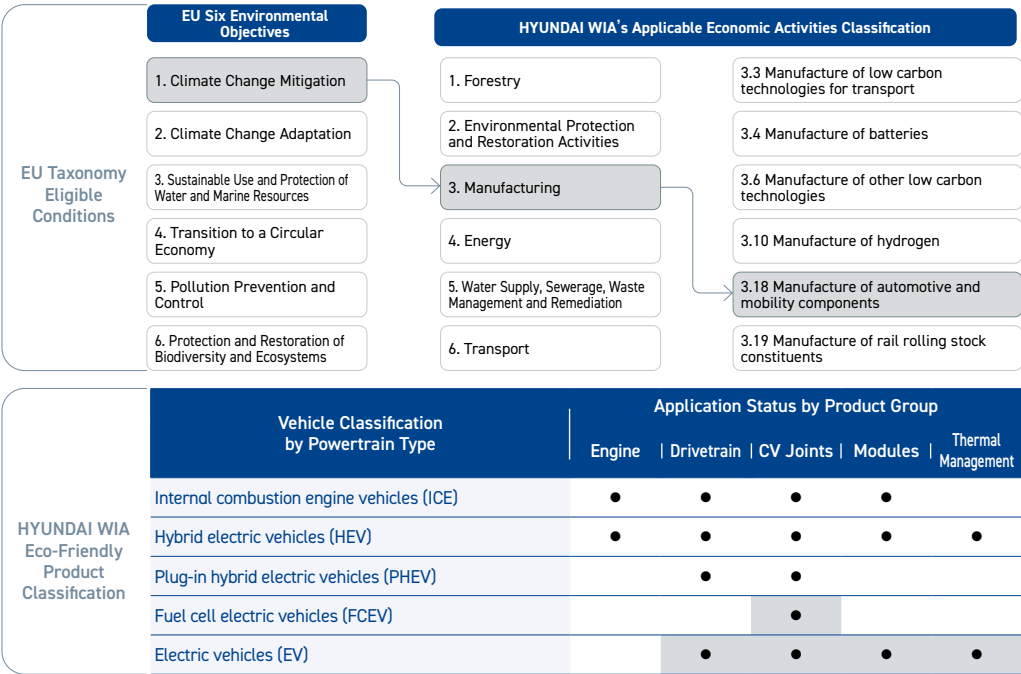 EU Six Environmental
Objectives
HYUNDAI WIA's Applicable Economic Activities Classification
EU Taxonomy
Eligible
Conditions
1. Climate Change Mitigation
2. Climate Change Adaptation
3. Sustainable Use and Protection of
Water and Marine Resources
4. Transition to a Circular
Economy
5. Pollution Prevention and
Control
6. Protection and Restoration of
Biodiversity and Ecosystems
1. Forestry
2. Environmental Protection
and Restoration Activities
3. Manufacturing
4. Energy
5. Water Supply, Sewerage, Waste
Management and Remediation
6. Transport
3.3 Manufacture of low carbon
technologies for transport
3.4 Manufacture of batteries
3.6 Manufacture of other low carbon
technologies
3.10 Manufacture of hydrogen
3.18 Manufacture of automotive and
mobility components
3.19 Manufacture of rail rolling stock
constituents
HYUNDAI WIA
Eco-Friendly
Product
Classification
Vehicle Classification
by Powertrain Type
Application Status by Product Group
Engine | Drivetrain | CV Joints | Modules | Thermal
Management
Internal combustion engine vehicles (ICE) ● ● ● ●
Hybrid electric vehicles (HEV) ● ● ● ● ●
Plug-in hybrid electric vehicles (PHEV) ● ●
Fuel cell electric vehicles (FCEV) ●
Electric vehicles (EV) ● ● ● ●